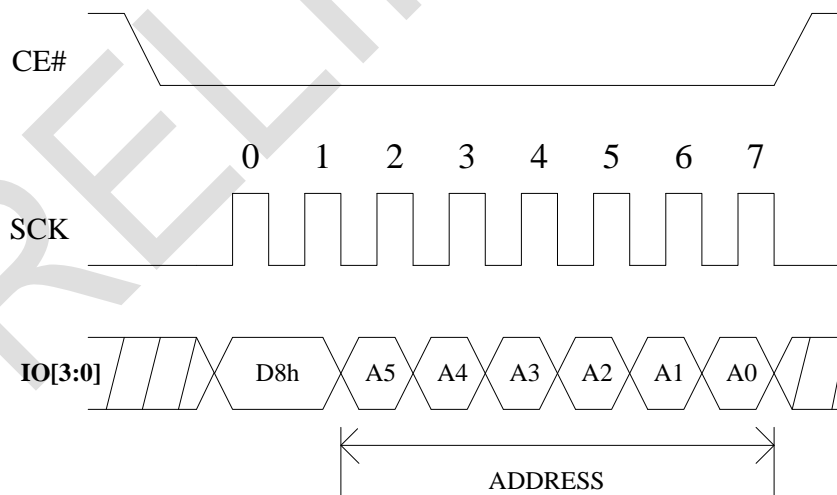 CE#
0 1 2 3 4 5 6 7
SCK
IO[3:0] D8h A5 A4 A3 A2 A1 A0
ADDRESS